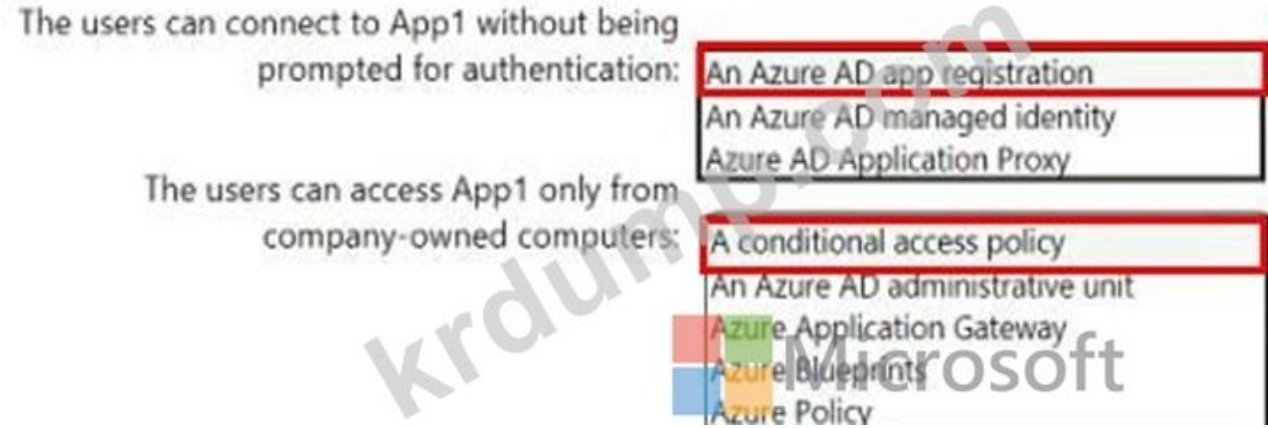 The users can connect to App1 without being
prompted for authentication:
An Azure AD app registration
An Azure AD managed identity
Azure AD Application Proxy
The users can access App1 only from
company-owned computers:
A conditional access policy
An Azure AD administrative unit
Azure Application Gateway
Azure Blueprints
Azure Policy
krdump.com
Microsoft